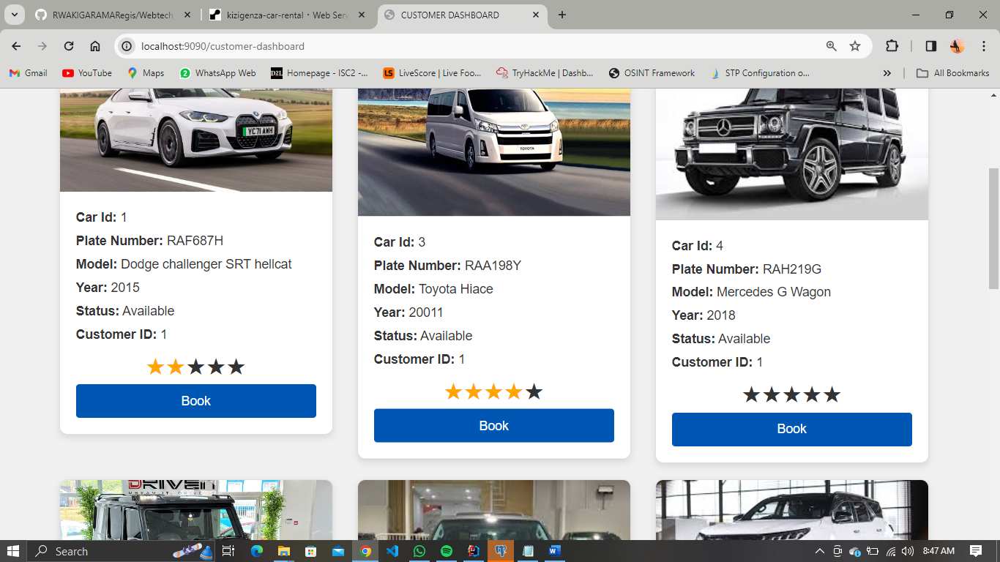 RWAKIGARAMARegis/Webtech
kizigenza-car-rental · Web Serv
CUSTOMER DASHBOARD
localhost:9090/customer-dashboard
Gmail
YouTube
Maps
WhatsApp Web
D2L
Homepage - ISC2 -...
LS
LiveScore | Live Foo...
TryHackMe | Dashb...
OSINT Framework
STP Configuration o...
All Bookmarks
YC71 AWH
TOYOTA
Car Id: 1
Plate Number: RAF687H
Model: Dodge challenger SRT hellcat
Year: 2015
Status: Available
Customer ID: 1
Book
Car Id: 3
Plate Number: RAA198Y
Model: Toyota Hiace
Year: 20011
Status: Available
Customer ID: 1
Book
Car Id: 4
Plate Number: RAH219G
Model: Mercedes G Wagon
Year: 2018
Status: Available
Customer ID: 1
Book
DRIVEN
Search
8:47 AM